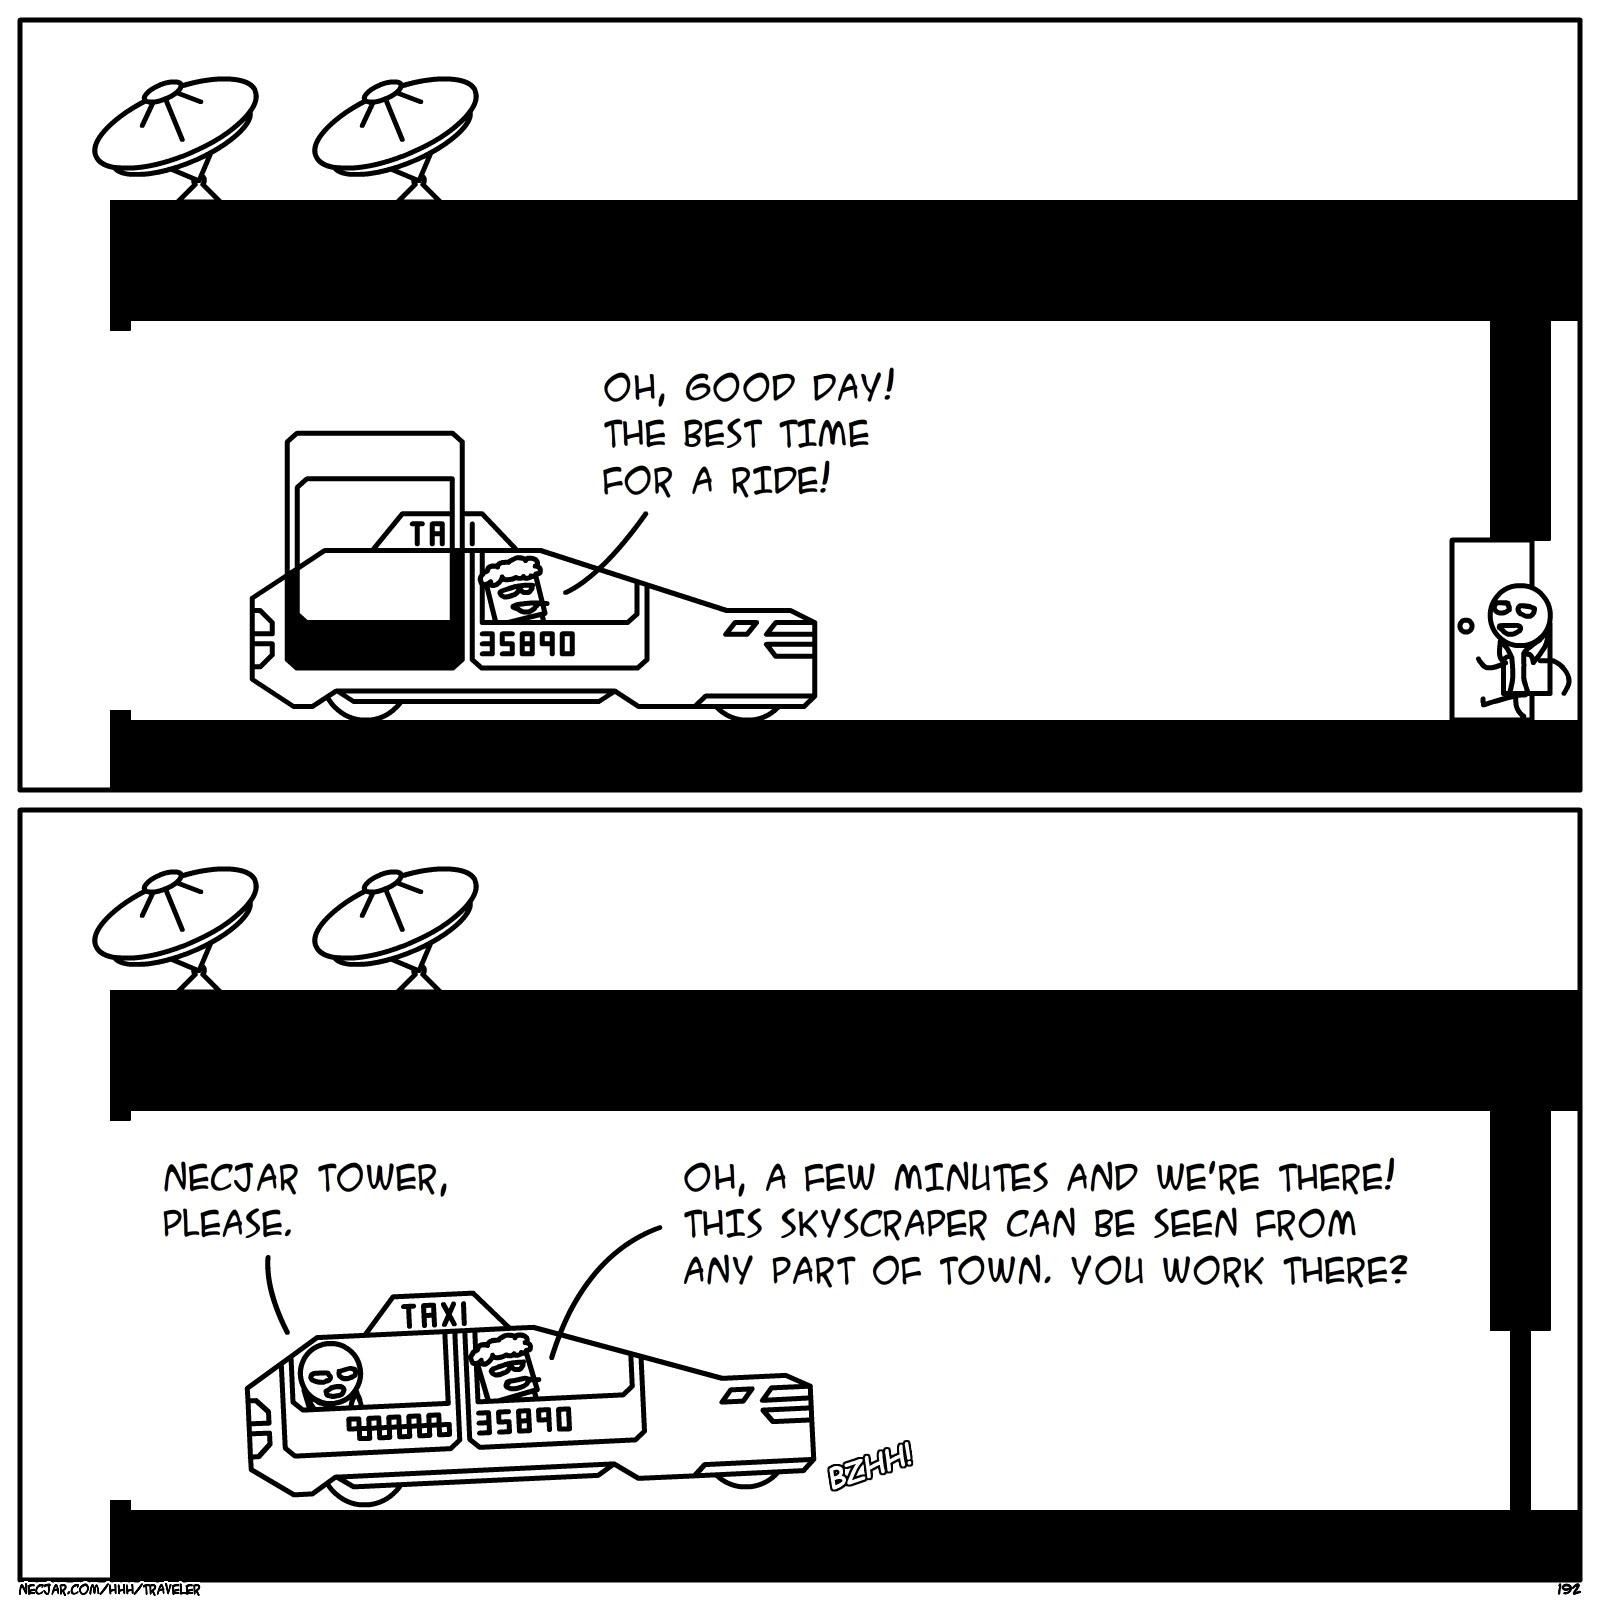 OH, GOOD DAY!
THE BEST TIME
FOR A RIDE!
TA I
35890
NECJAR TOWER,
PLEASE.
OH, A FEW MINUTES AND WE'RE THERE!
THIS SKYSCRAPER CAN BE SEEN FROM
ANY PART OF TOWN. YOU WORK THERE?
TAXI
35890
BZHH!
NECJAR.COM/HHH/TRAVELER
192